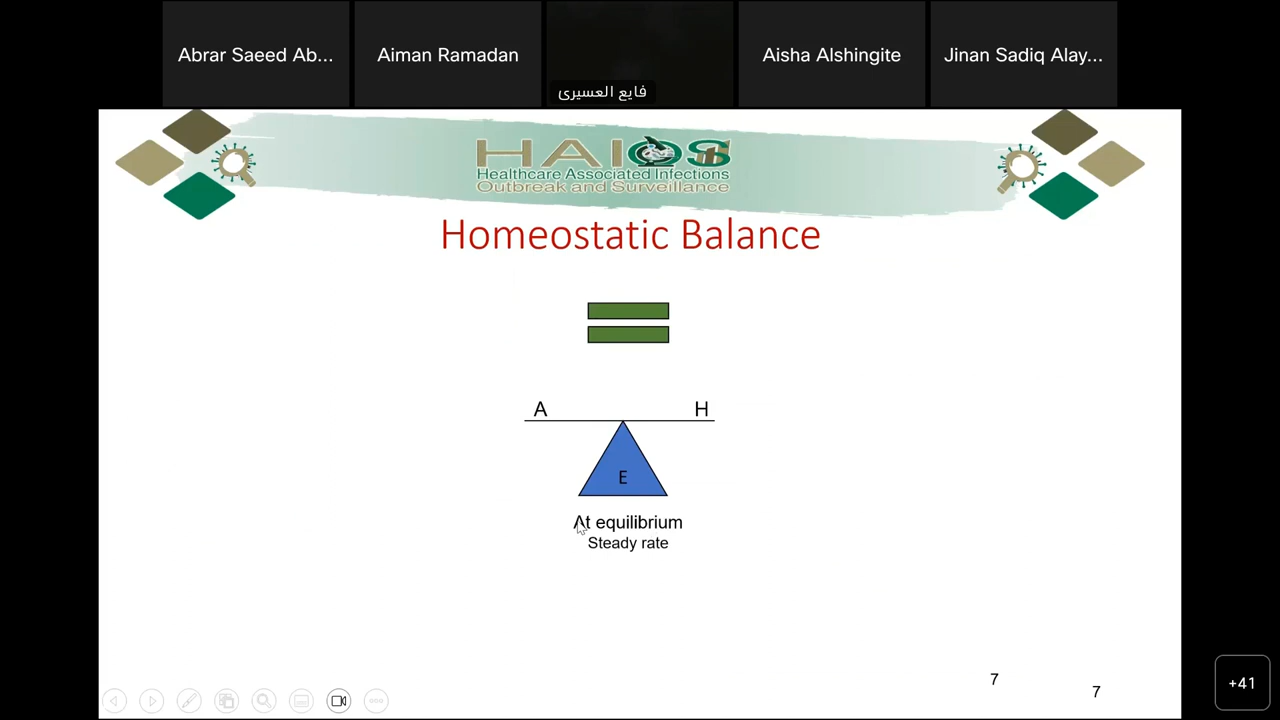 Abrar Saeed Ab...
Aiman Ramadan
فايع العسيري
Aisha Alshingite
Jinan Sadiq Alay...
HAIOS
Healthcare Associated Infections
Outbreak and Surveillance
Homeostatic Balance
A H
E
At equilibrium
Steady rate
7
7
+41